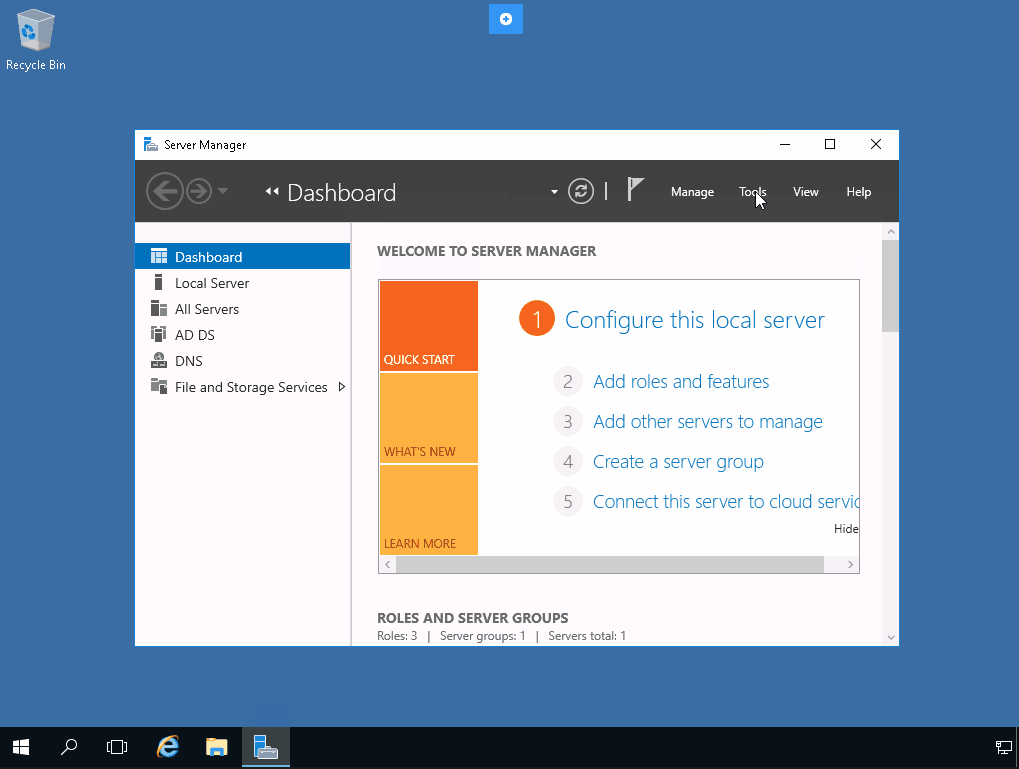 Recycle Bin
Server Manager
Dashboard
Manage
Tools
View
Help
Dashboard
Local Server
All Servers
AD DS
DNS
File and Storage Services
WELCOME TO SERVER MANAGER
QUICK START
WHAT'S NEW
LEARN MORE
1 Configure this local server
2 Add roles and features
3 Add other servers to manage
4 Create a server group
5 Connect this server to cloud servic
Hide
ROLES AND SERVER GROUPS
Roles: 3 | Server groups: 1 | Servers total: 1